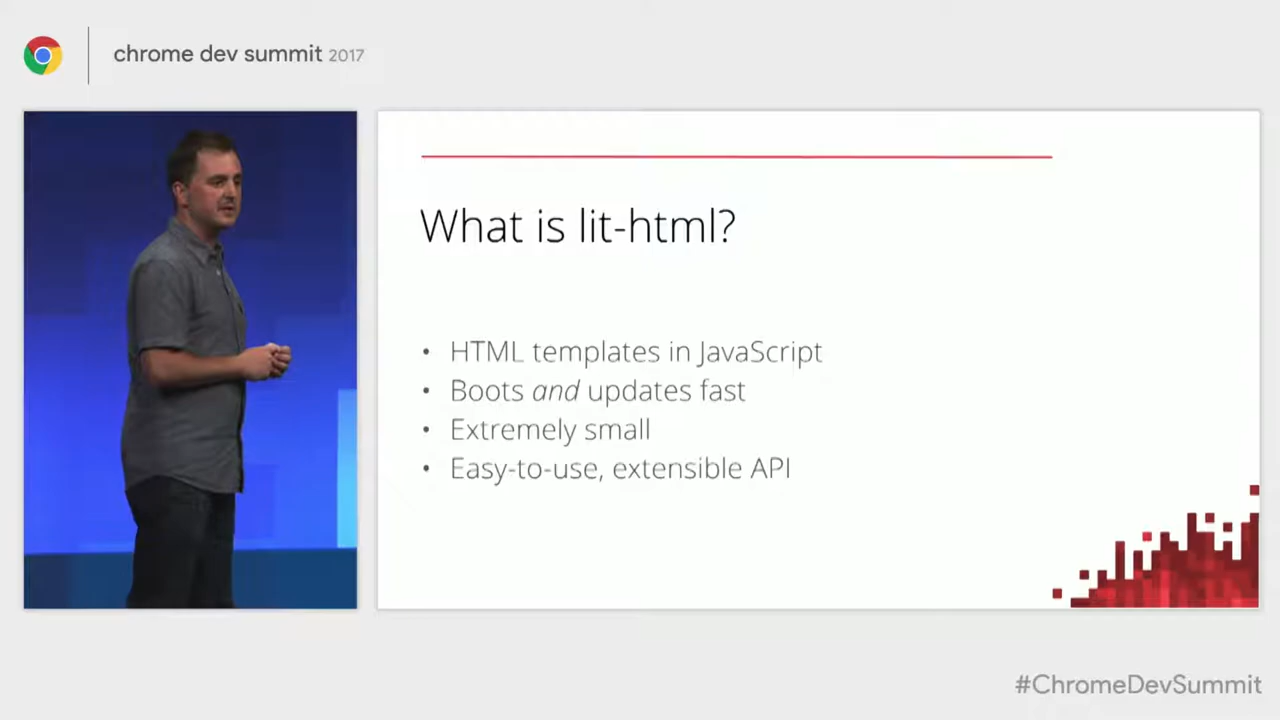 chrome dev summit 2017
What is lit-html?
• HTML templates in JavaScript
• Boots and updates fast
• Extremely small
• Easy-to-use, extensible API
#ChromeDevSummit